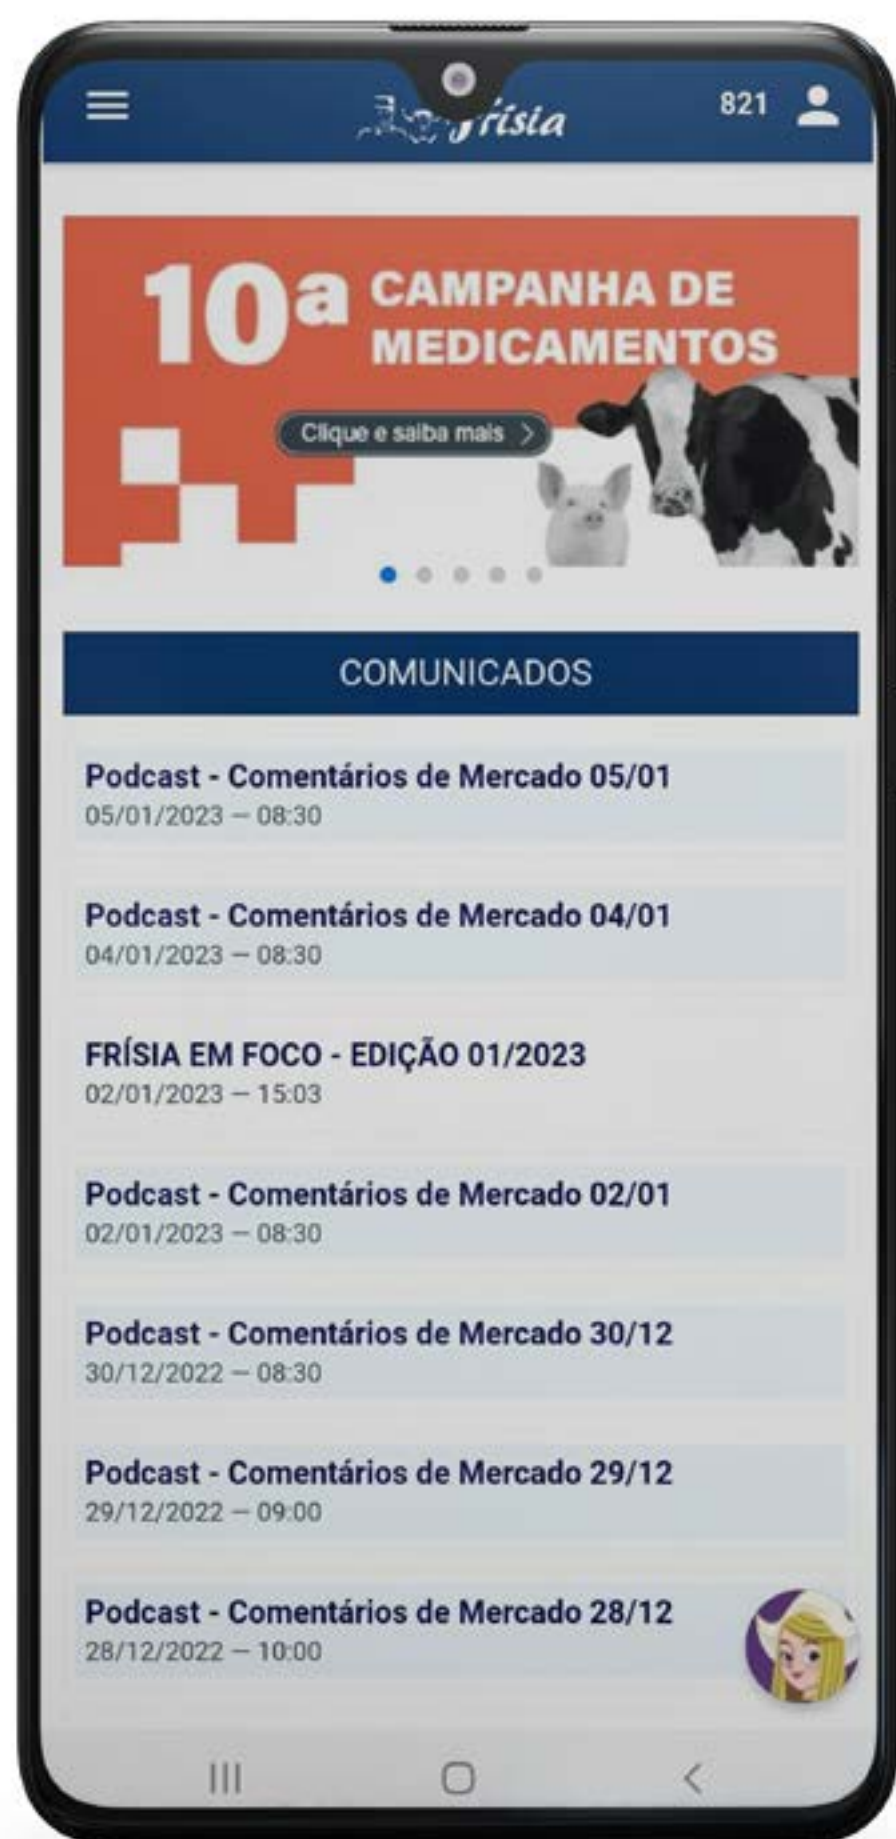 Frísia
821
10ª CAMPANHA DE
MEDICAMENTOS
Clique e saiba mais >
COMUNICADOS
Podcast - Comentários de Mercado 05/01
05/01/2023 — 08:30
Podcast - Comentários de Mercado 04/01
04/01/2023 — 08:30
FRÍSIA EM FOCO - EDIÇÃO 01/2023
02/01/2023 — 15:03
Podcast - Comentários de Mercado 02/01
02/01/2023 — 08:30
Podcast - Comentários de Mercado 30/12
30/12/2022 — 08:30
Podcast - Comentários de Mercado 29/12
29/12/2022 — 09:00
Podcast - Comentários de Mercado 28/12
28/12/2022 — 10:00